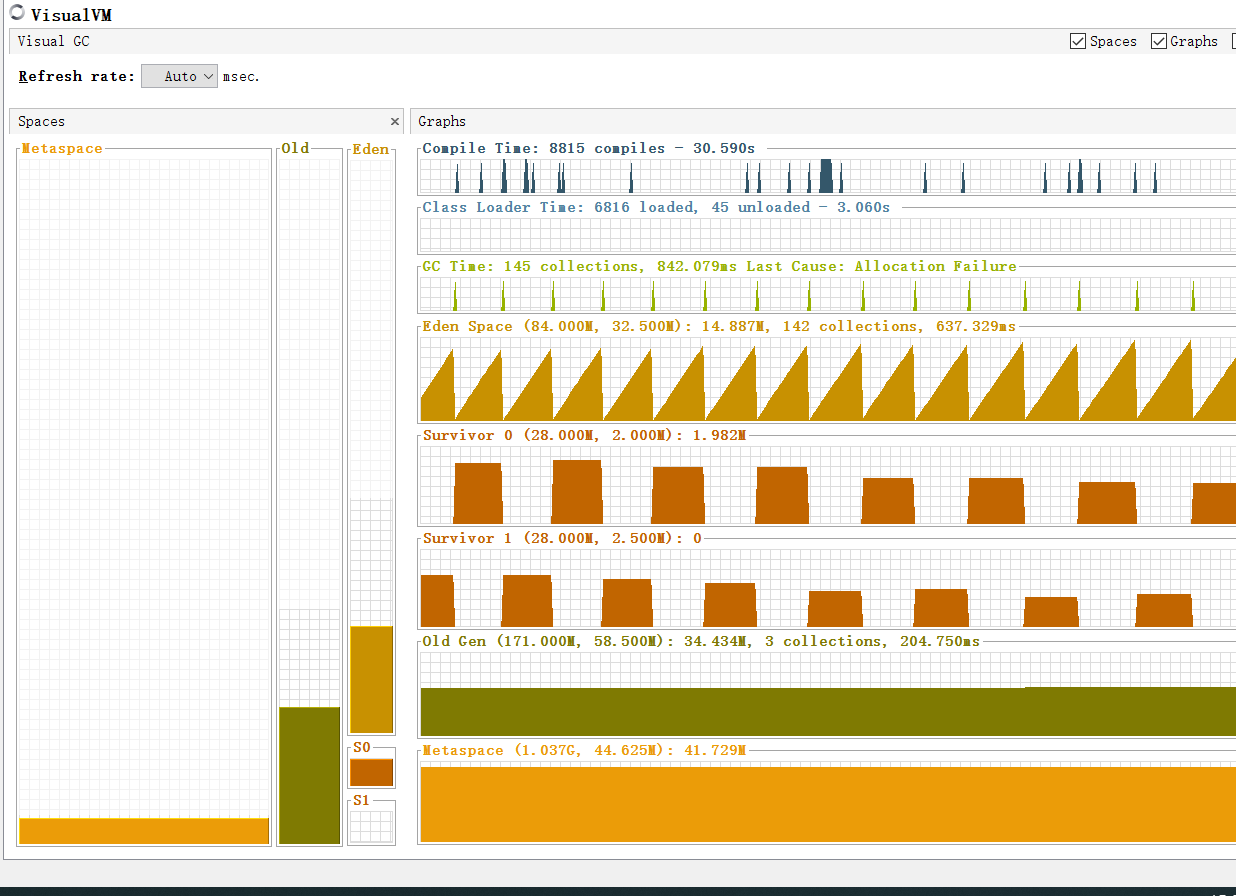 VisualVM
Visual GC
Spaces
Graphs
Refresh rate:
Auto
msec.
Spaces
×
Graphs
Metaspace
Old
Eden
S0
S1
Compile Time: 8815 compiles - 30.590s
Class Loader Time: 6816 loaded, 45 unloaded - 3.060s
GC Time: 145 collections, 842.079ms Last Cause: Allocation Failure
Eden Space (84.000M, 32.500M): 14.887M, 142 collections, 637.329ms
Survivor 0 (28.000M, 2.000M): 1.982M
Survivor 1 (28.000M, 2.500M): 0
Old Gen (171.000M, 58.500M): 34.434M, 3 collections, 204.750ms
Metaspace (1.037G, 44.625M): 41.729M